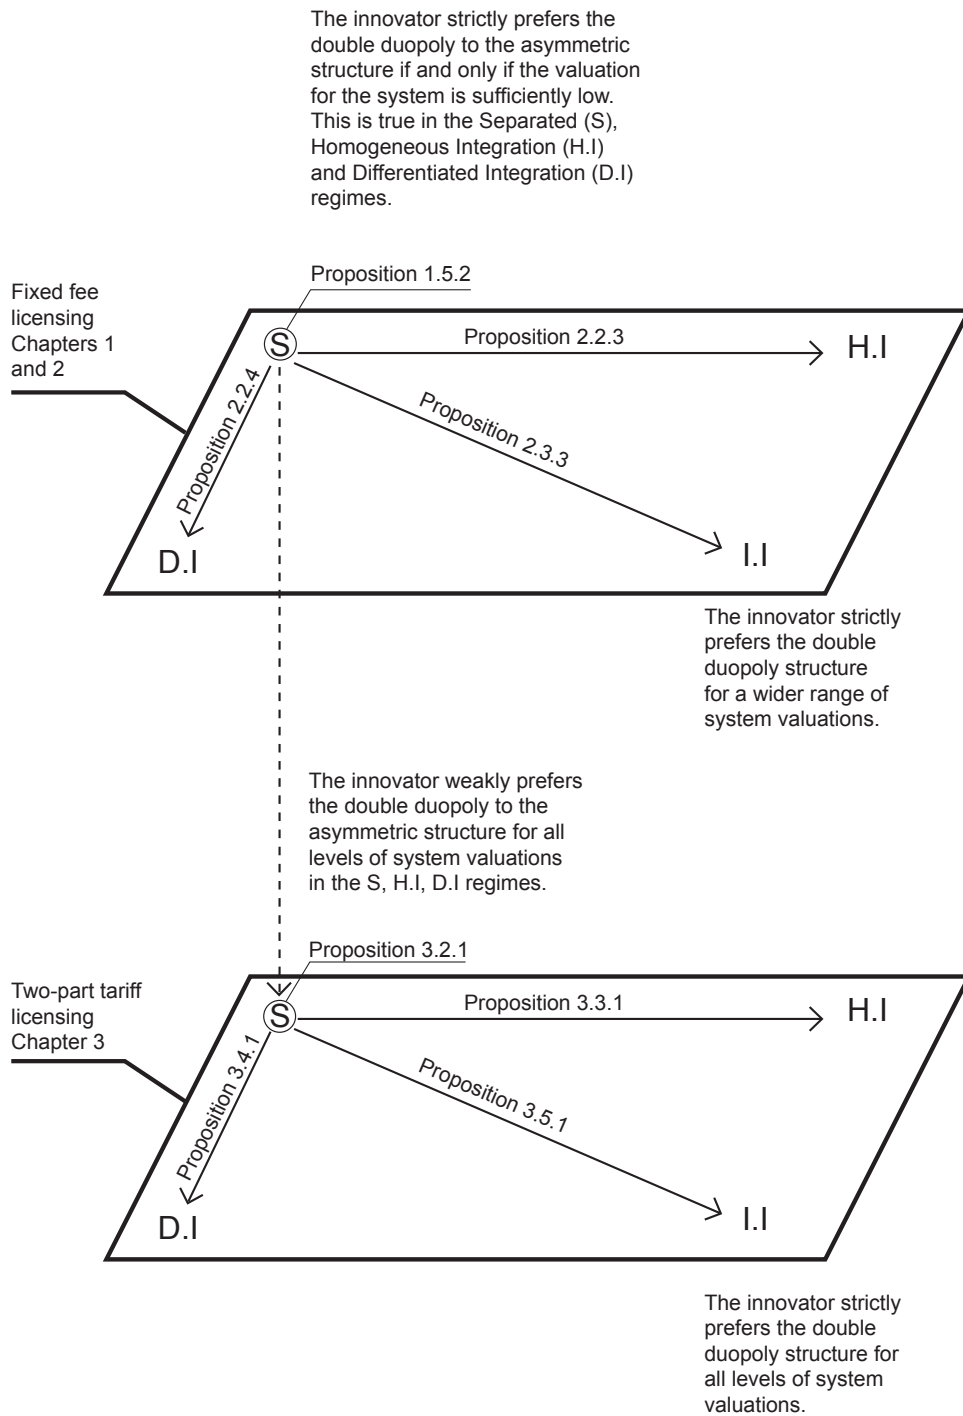 The innovator strictly prefers the
double duopoly to the asymmetric
structure if and only if the valuation
for the system is sufficiently low.
This is true in the Separated (S),
Homogeneous Integration (H.I)
and Differentiated Integration (D.I)
regimes.
Proposition 1.5.2
Fixed fee
licensing
Chapters 1
and 2
S
Proposition 2.2.3
H.I
Proposition 2.2.4
Proposition 2.3.3
D.I
I.I
The innovator strictly
prefers the double
duopoly structure
for a wider range of
system valuations.
The innovator weakly prefers
the double duopoly to the
asymmetric structure for all
levels of system valuations
in the S, H.I, D.I regimes.
Proposition 3.2.1
Two-part tariff
licensing
Chapter 3
S
Proposition 3.3.1
H.I
Proposition 3.4.1
Proposition 3.5.1
D.I
I.I
The innovator strictly
prefers the double
duopoly structure for
all levels of system
valuations.